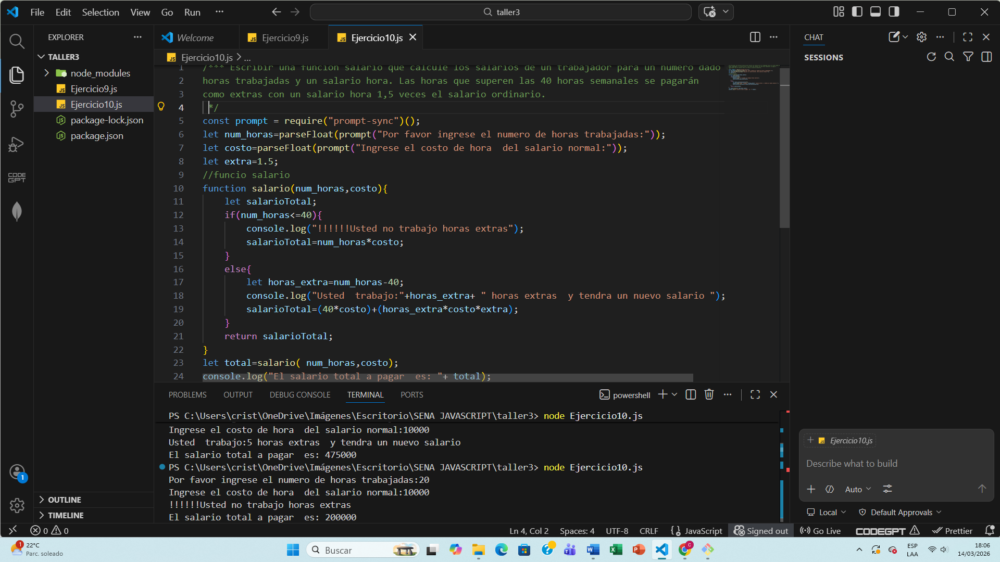 File Edit Selection View Go Run ···
taller3
EXPLORER ···
TALLER3
node_modules
Ejercicio9.js
Ejercicio10.js
package-lock.json
package.json
OUTLINE
TIMELINE
Welcome
Ejercicio9.js
Ejercicio10.js
Ejercicio10.js > ...
1 /*** Escribir una función salario que calcule los salarios de un trabajador para un numero dado
2 horas trabajadas y un salario hora. Las horas que superen las 40 horas semanales se pagarán
3 como extras con un salario hora 1,5 veces el salario ordinario.
4 */
5 const prompt = require("prompt-sync")();
6 let num_horas=parseFloat(prompt("Por favor ingrese el numero de horas trabajadas:"));
7 let costo=parseFloat(prompt("Ingrese el costo de hora  del salario normal:"));
8 let extra=1.5;
9 //funcio salario
10 function salario(num_horas,costo){
11     let salarioTotal;
12     if(num_horas<=40){
13         console.log("!!!!!!Usted no trabajo horas extras");
14         salarioTotal=num_horas*costo;
15     }
16     else{
17         let horas_extra=num_horas-40;
18         console.log("Usted  trabajo:"+horas_extra+ " horas extras  y tendra un nuevo salario ");
19         salarioTotal=(40*costo)+(horas_extra*costo*extra);
20     }
21     return salarioTotal;
22 }
23 let total=salario( num_horas,costo);
24 console.log("El salario total a pagar  es: "+ total);
PROBLEMS OUTPUT DEBUG CONSOLE TERMINAL PORTS
powershell
PS C:\Users\crist\OneDrive\Imágenes\Escritorio\SENA JAVASCRIPT\taller3> node Ejercicio10.js
Ingrese el costo de hora  del salario normal:10000
Usted  trabajo:5 horas extras  y tendra un nuevo salario
El salario total a pagar  es: 475000
PS C:\Users\crist\OneDrive\Imágenes\Escritorio\SENA JAVASCRIPT\taller3> node Ejercicio10.js
Por favor ingrese el numero de horas trabajadas:20
Ingrese el costo de hora  del salario normal:10000
!!!!!!Usted no trabajo horas extras
El salario total a pagar  es: 200000
CHAT
SESSIONS
Ejercicio10.js
Describe what to build
Auto
Local Default Approvals
CODE GPT
1
0 0
Ln 4, Col 2 Spaces: 4 UTF-8 CRLF JavaScript Signed out Go Live CODEGPT Prettier
1
22°C
Parc. soleado
Buscar
C
ESP
LAA
18:06
14/03/2026